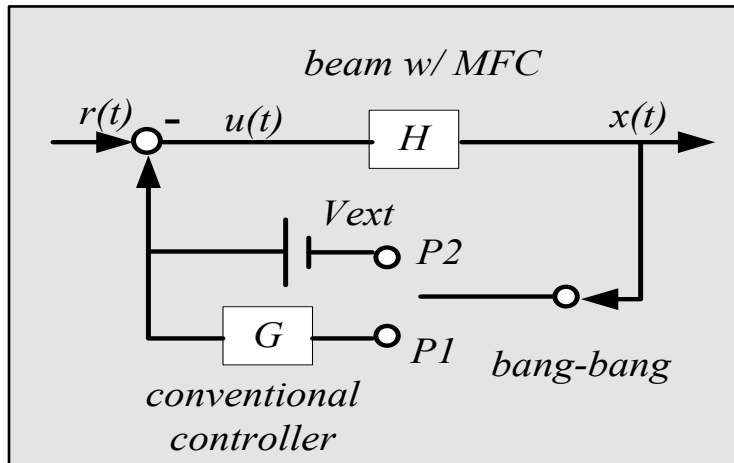 beam w/ MFC
r(t)
-
u(t)
H
x(t)
Vext
P2
G
P1
bang-bang
conventional
controller